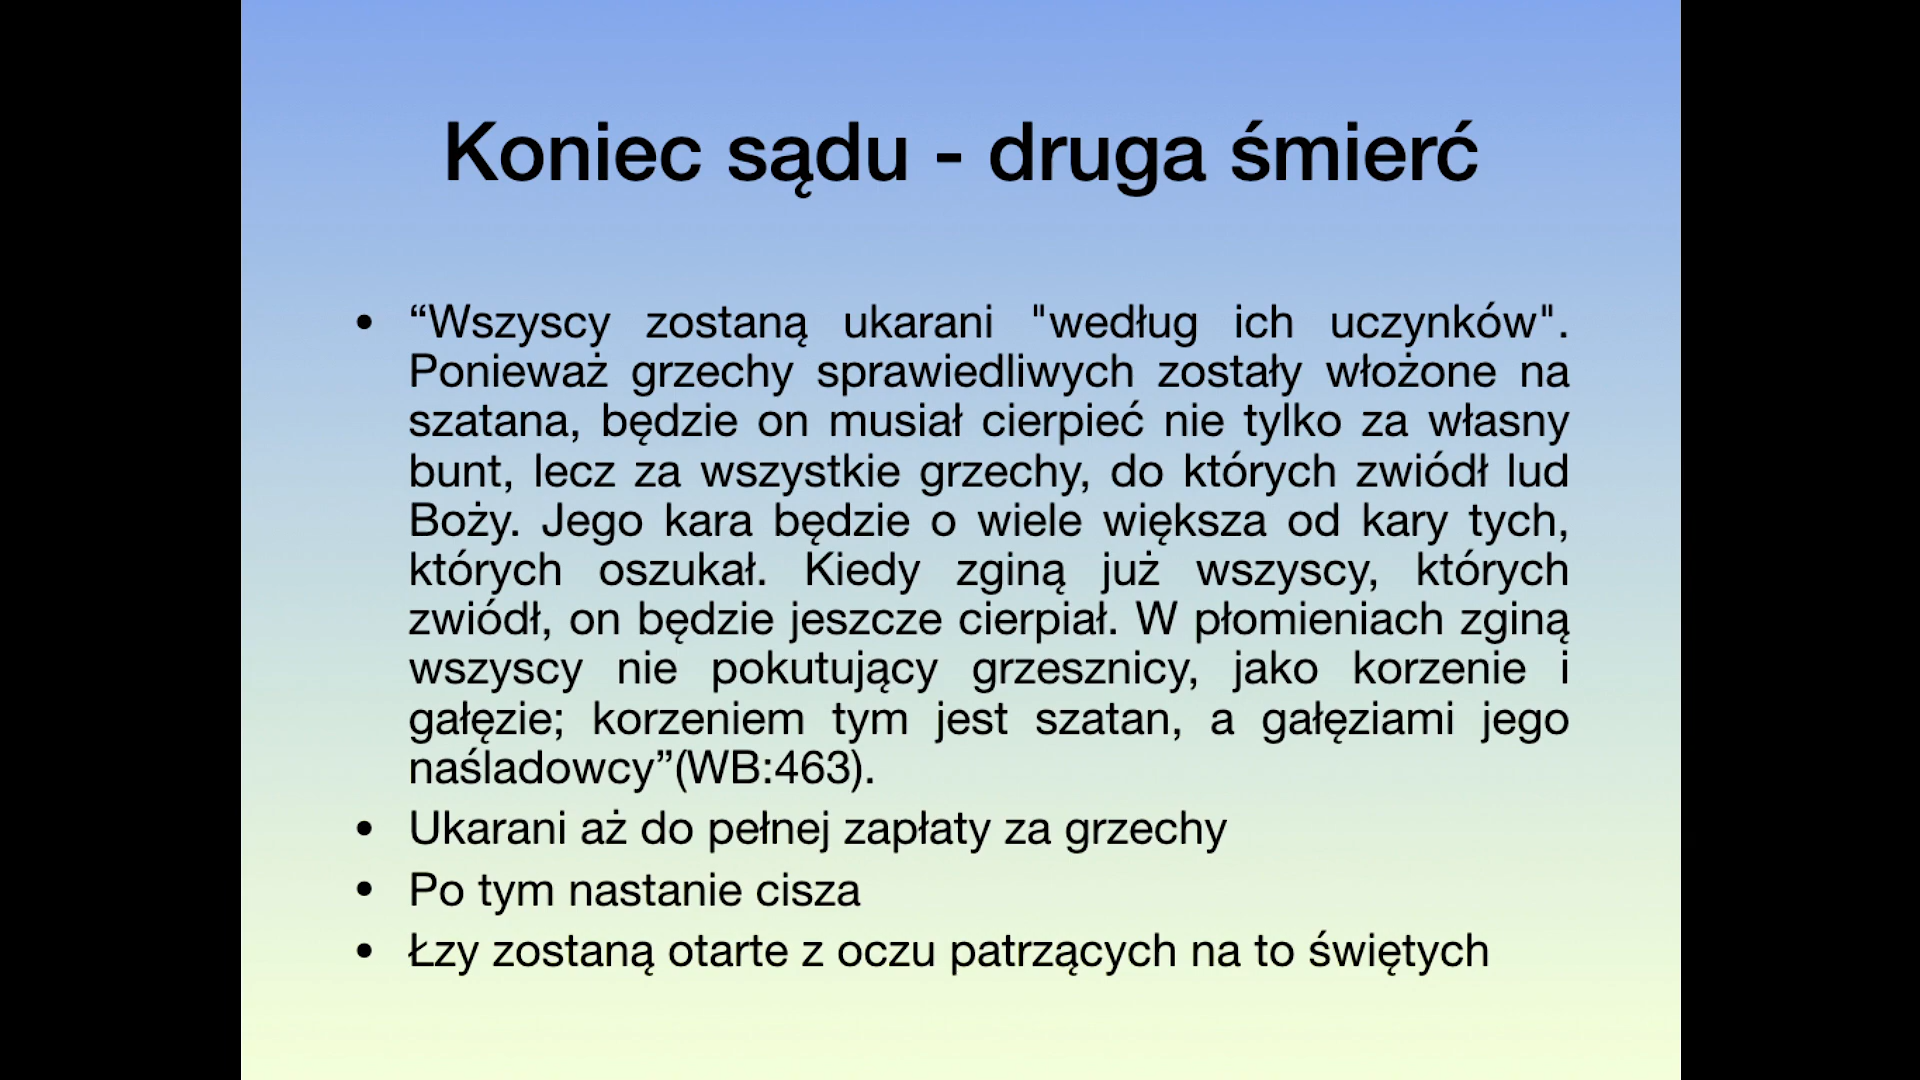 Koniec sądu - druga śmierć
• “Wszyscy zostaną ukarani "według ich uczynków".
Ponieważ grzechy sprawiedliwych zostały włożone na
szatana, będzie on musiał cierpieć nie tylko za własny
bunt, lecz za wszystkie grzechy, do których zwiódł lud
Boży. Jego kara będzie o wiele większa od kary tych,
których oszukał. Kiedy zginą już wszyscy, których
zwiódł, on będzie jeszcze cierpiał. W płomieniach zginą
wszyscy nie pokutujący grzesznicy, jako korzenie i
gałęzie; korzeniem tym jest szatan, a gałęziami jego
naśladowcy”(WB:463).
• Ukarani aż do pełnej zapłaty za grzechy
• Po tym nastanie cisza
• Łzy zostaną otarte z oczu patrzących na to świętych